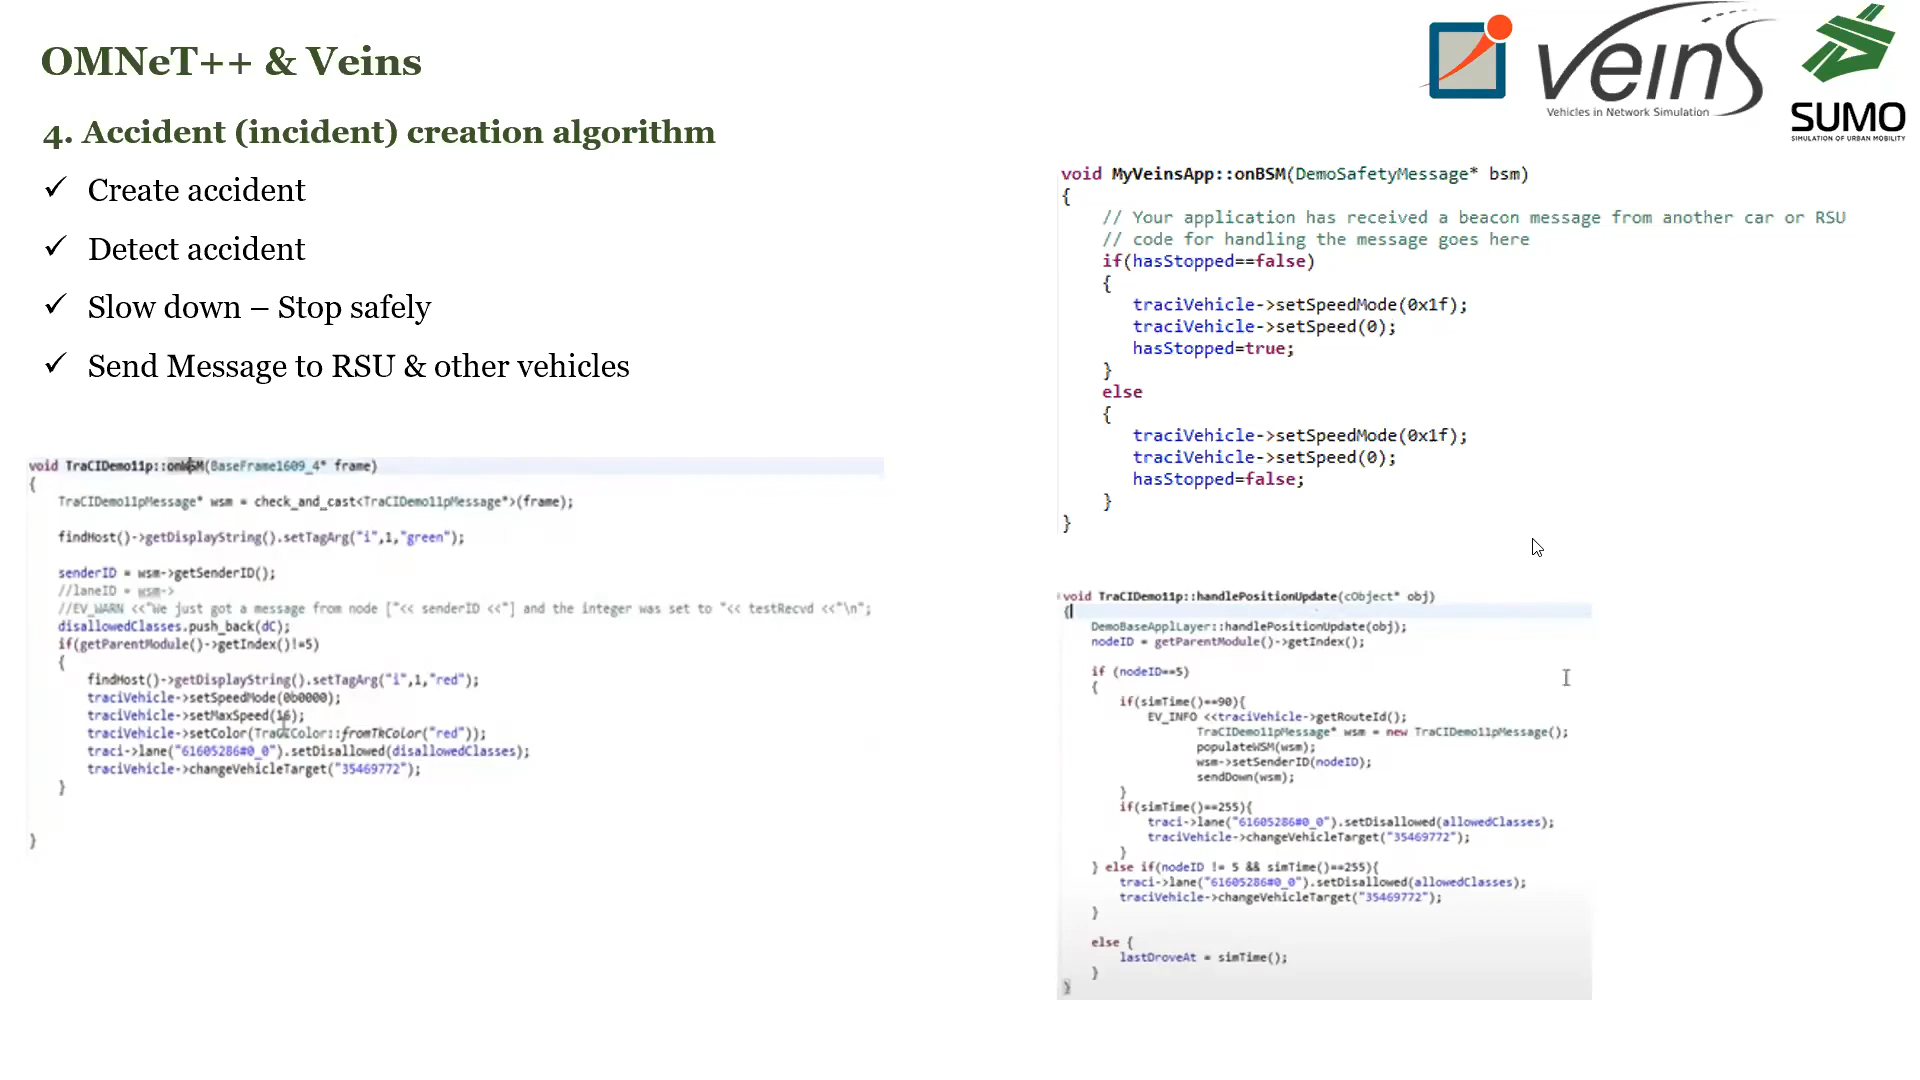 OMNeT++ & Veins
4. Accident (incident) creation algorithm
✓ Create accident
✓ Detect accident
✓ Slow down – Stop safely
✓ Send Message to RSU & other vehicles
veins
Vehicles in Network Simulation
SUMO
SIMULATION OF URBAN MOBILITY
void TraCIDemo11p::onWSM(BaseFrame1609_4* frame)
{
TraCIDemo11pMessage* wsm = check_and_cast<TraCIDemo11pMessage*>(frame);
findHost()->getDisplayString().setTagArg("i",1,"green");
senderID = wsm->getSenderID();
//laneID = wsm->
//EV_WARN <<"We just got a message from node ["<< senderID <<"] and the integer was set to "<< testRecvd <<"\n";
disallowedClasses.push_back(dC);
if(getParentModule()->getIndex()!=5)
{
findHost()->getDisplayString().setTagArg("i",1,"red");
traciVehicle->setSpeedMode(0b0000);
traciVehicle->setMaxSpeed(16);
traciVehicle->setColor(TraCIColor::fromTkColor("red"));
traci->lane("61605286#0_0").setDisallowed(disallowedClasses);
traciVehicle->changeVehicleTarget("35469772");
}
}
void MyVeinsApp::onBSM(DemoSafetyMessage* bsm)
{
// Your application has received a beacon message from another car or RSU
// code for handling the message goes here
if(hasStopped==false)
{
traciVehicle->setSpeedMode(0x1f);
traciVehicle->setSpeed(0);
hasStopped=true;
}
else
{
traciVehicle->setSpeedMode(0x1f);
traciVehicle->setSpeed(0);
hasStopped=false;
}
}
void TraCIDemo11p::handlePositionUpdate(cObject* obj)
{
DemoBaseApplLayer::handlePositionUpdate(obj);
nodeID = getParentModule()->getIndex();
if (nodeID==5)
{
if(simTime()==90){
EV_INFO <<traciVehicle->getRouteId();
TraCIDemo11pMessage* wsm = new TraCIDemo11pMessage();
populateWSM(wsm);
wsm->setSenderID(nodeID);
sendDown(wsm);
}
if(simTime()==255){
traci->lane("61605286#0_0").setDisallowed(allowedClasses);
traciVehicle->changeVehicleTarget("35469772");
}
} else if(nodeID != 5 && simTime()==255){
traci->lane("61605286#0_0").setDisallowed(allowedClasses);
traciVehicle->changeVehicleTarget("35469772");
}
else {
lastDroveAt = simTime();
}
}